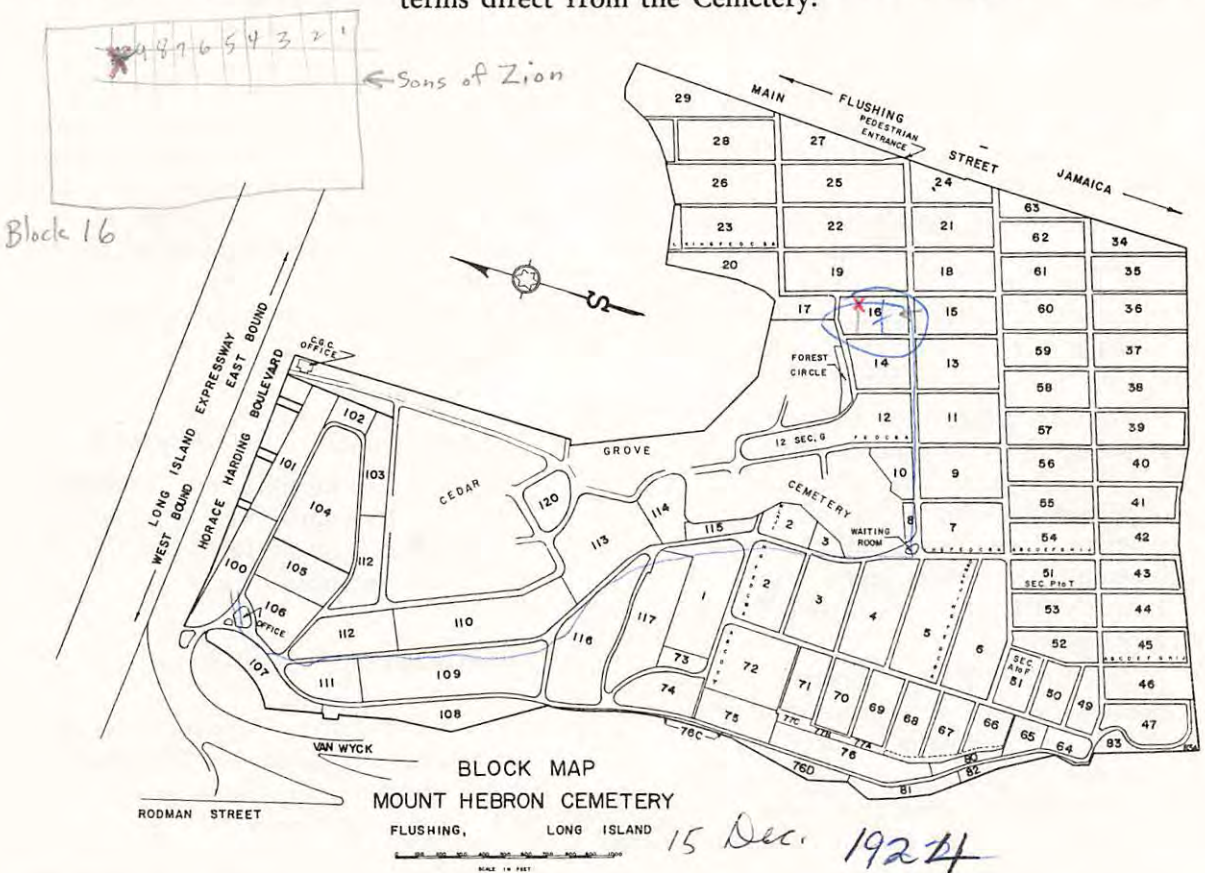 terms direct from the Cemetery.
9 8 7 6 5 4 3 2 1
← Sons of Zion
Block 16
MAIN STREET
← FLUSHING
PEDESTRIAN
ENTRANCE
JAMAICA →
29
28
27
26
25
24
23
22
21
20
19
18
17
16
15
14
13
12
11
12 SEC. G
F E D C B A
10
9
8
7
63
62
34
61
35
60
36
59
37
58
38
57
39
56
40
55
41
54
42
A B C D E F G H I J
51
SEC. P to T
43
53
44
52
45
46
47
SEC.
A to F
51
50
49
83
S
FOREST
CIRCLE
GROVE
CEDAR
CEMETERY
WAITING
ROOM
C.G.C.
OFFICE
LONG ISLAND EXPRESSWAY
WEST BOUND
EAST BOUND
HORACE HARDING BOULEVARD
102
103
101
104
105
112
100
106
OFFICE
107
112
110
111
109
108
120
113
114
115
116
117
1
2
3
2
3
4
5
6
73
74
72
71
70
69
68
67
66
65
64
75
77C
77B
77A
76
76C
76D
80
81
82
VAN WYCK
RODMAN STREET
BLOCK MAP
MOUNT HEBRON CEMETERY
FLUSHING, LONG ISLAND
SCALE IN FEET
15 Dec. 1924